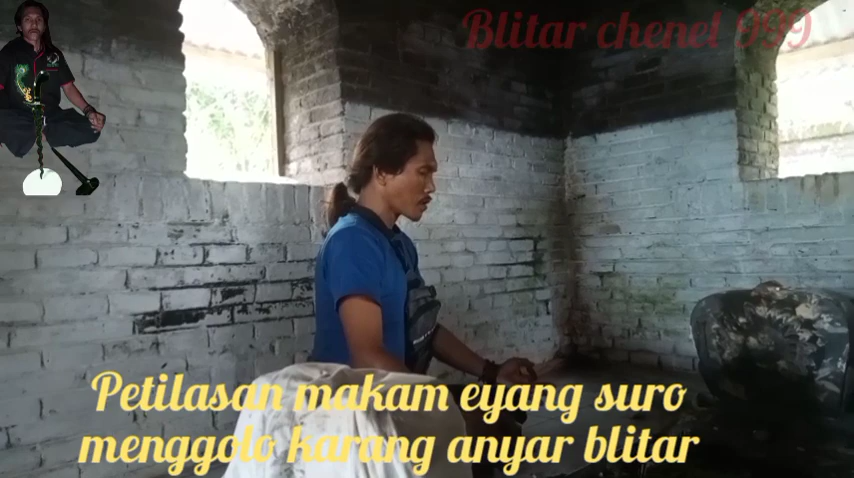 Blitar chenel 999
Petilasan makam eyang suro
menggolo karang anyar blitar